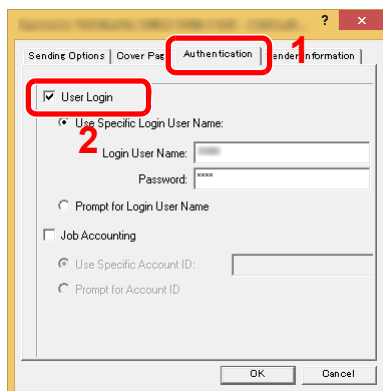 ? ×
Sending Options Cover Pag Authentication ender Information
1
User Login
Use Specific Login User Name:
2
Login User Name:
Password: ****
Prompt for Login User Name
Job Accounting
Use Specific Account ID:
Prompt for Account ID
OK Cancel